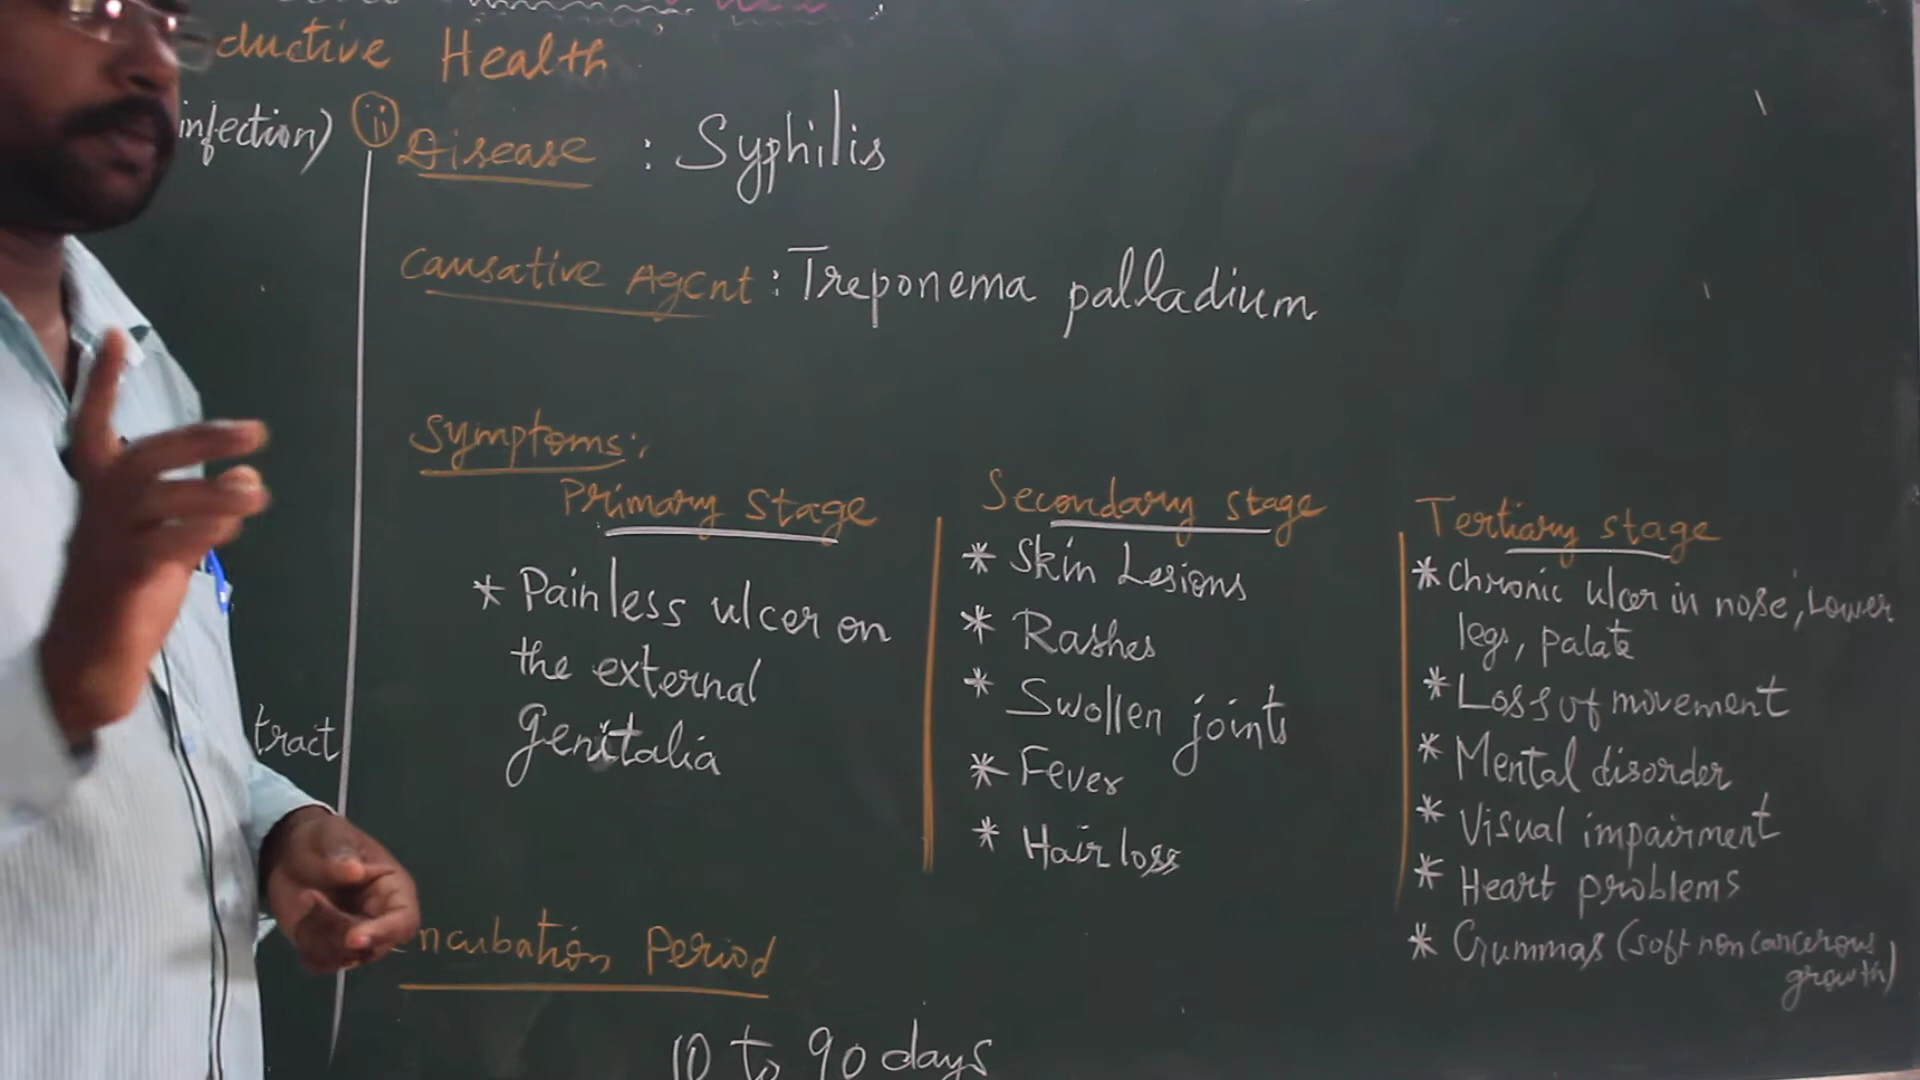 ductive Health
infection)
(ii) Disease : Syphilis
Causative Agent : Treponema palladium
Symptoms:
Primary Stage
* Painless ulcer on
the external
genitalia
Secondary stage
* Skin Lesions
* Rashes
* Swollen joints
* Fever
* Hair loss
Tertiary stage
* Chronic ulcer in nose, Lower
legs, palate
* Loss of movement
* Mental disorder
* Visual impairment
* Heart problems
* Gummas (soft non cancerous
growth)
tract
ncubation Period
10 to 90 days